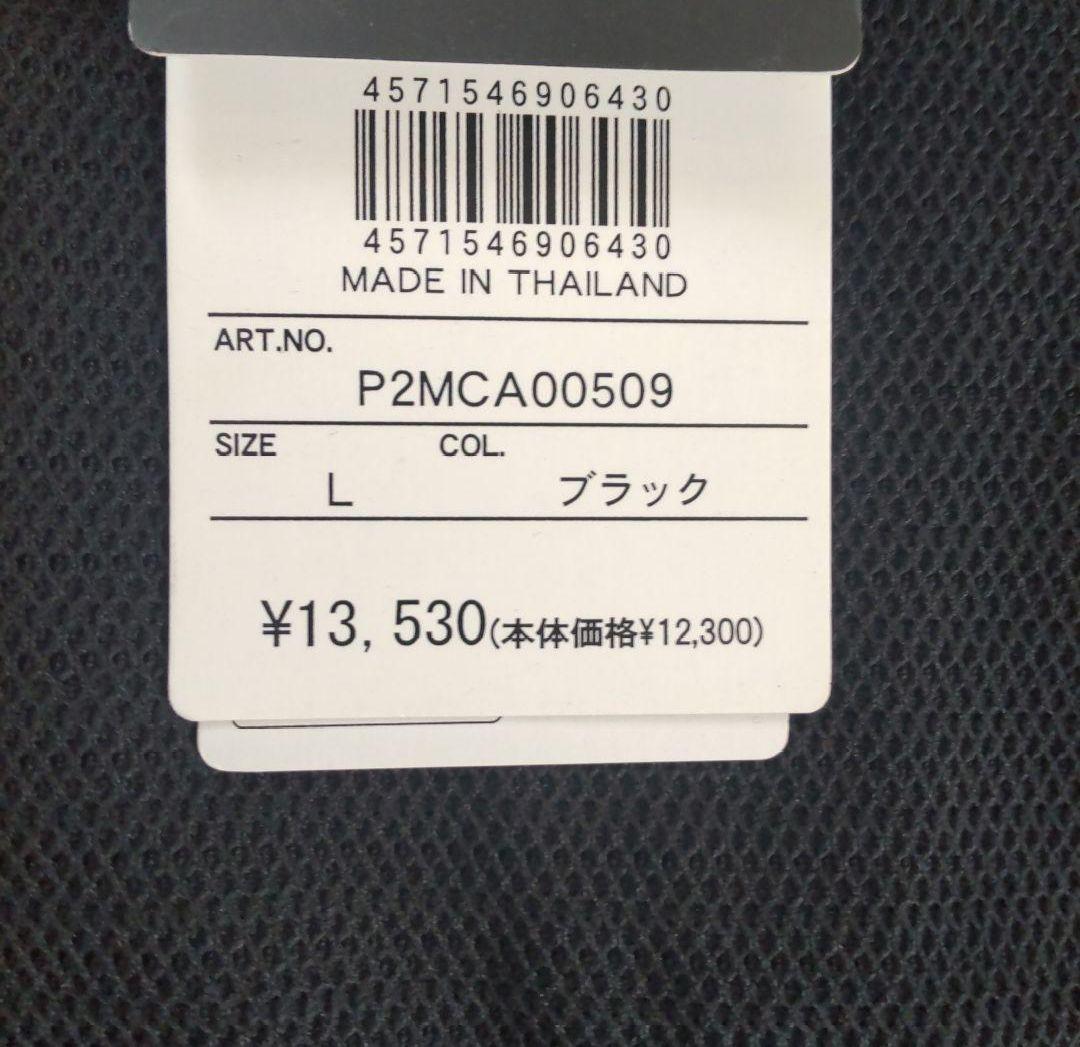 4571546906430
4571546906430
MADE IN THAILAND
ART.NO.
P2MCA00509
SIZE COL.
L ブラック
¥13,530(本体価格¥12,300)